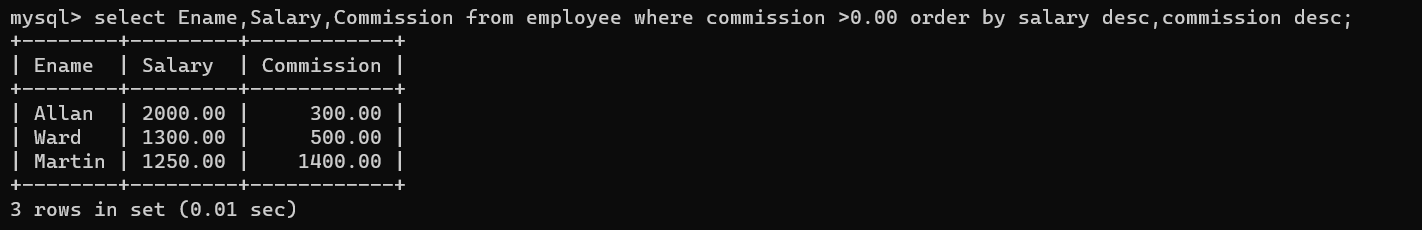 mysql> select Ename,Salary,Commission from employee where commission >0.00 order by salary desc,commission desc;
+--------+---------+------------+
| Ename  | Salary  | Commission |
+--------+---------+------------+
| Allan  | 2000.00 |     300.00 |
| Ward   | 1300.00 |     500.00 |
| Martin | 1250.00 |    1400.00 |
+--------+---------+------------+
3 rows in set (0.01 sec)